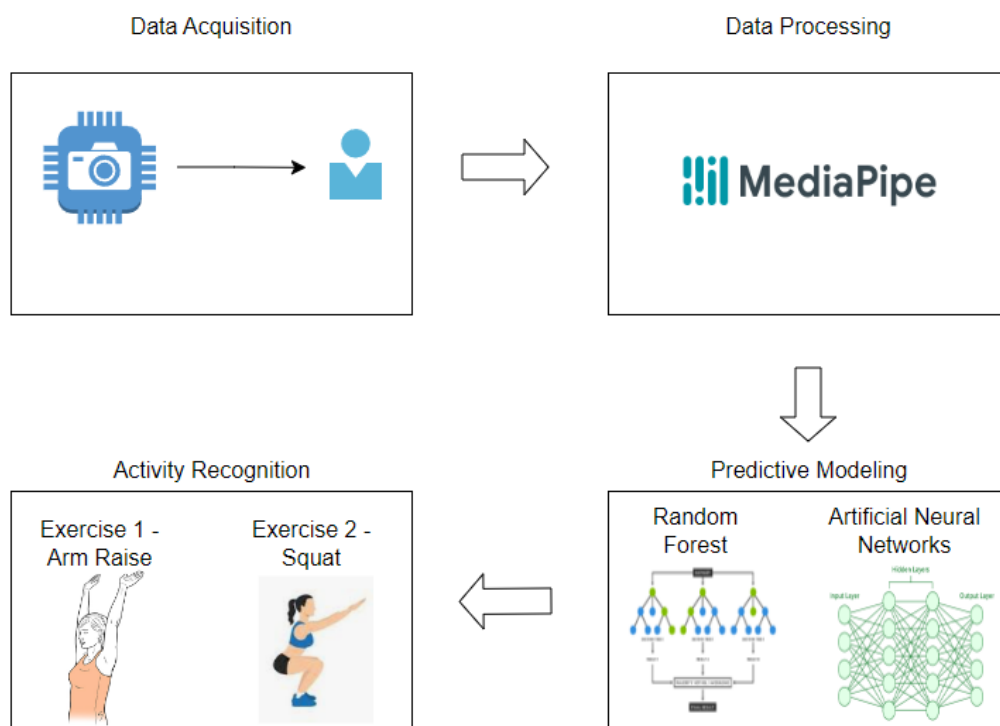 Data Acquisition
Data Processing
MediaPipe
Activity Recognition
Predictive Modeling
Exercise 1 -
Arm Raise
Exercise 2 -
Squat
Random
Forest
Artificial Neural
Networks
Hidden Layers
Input Layer
Output Layer